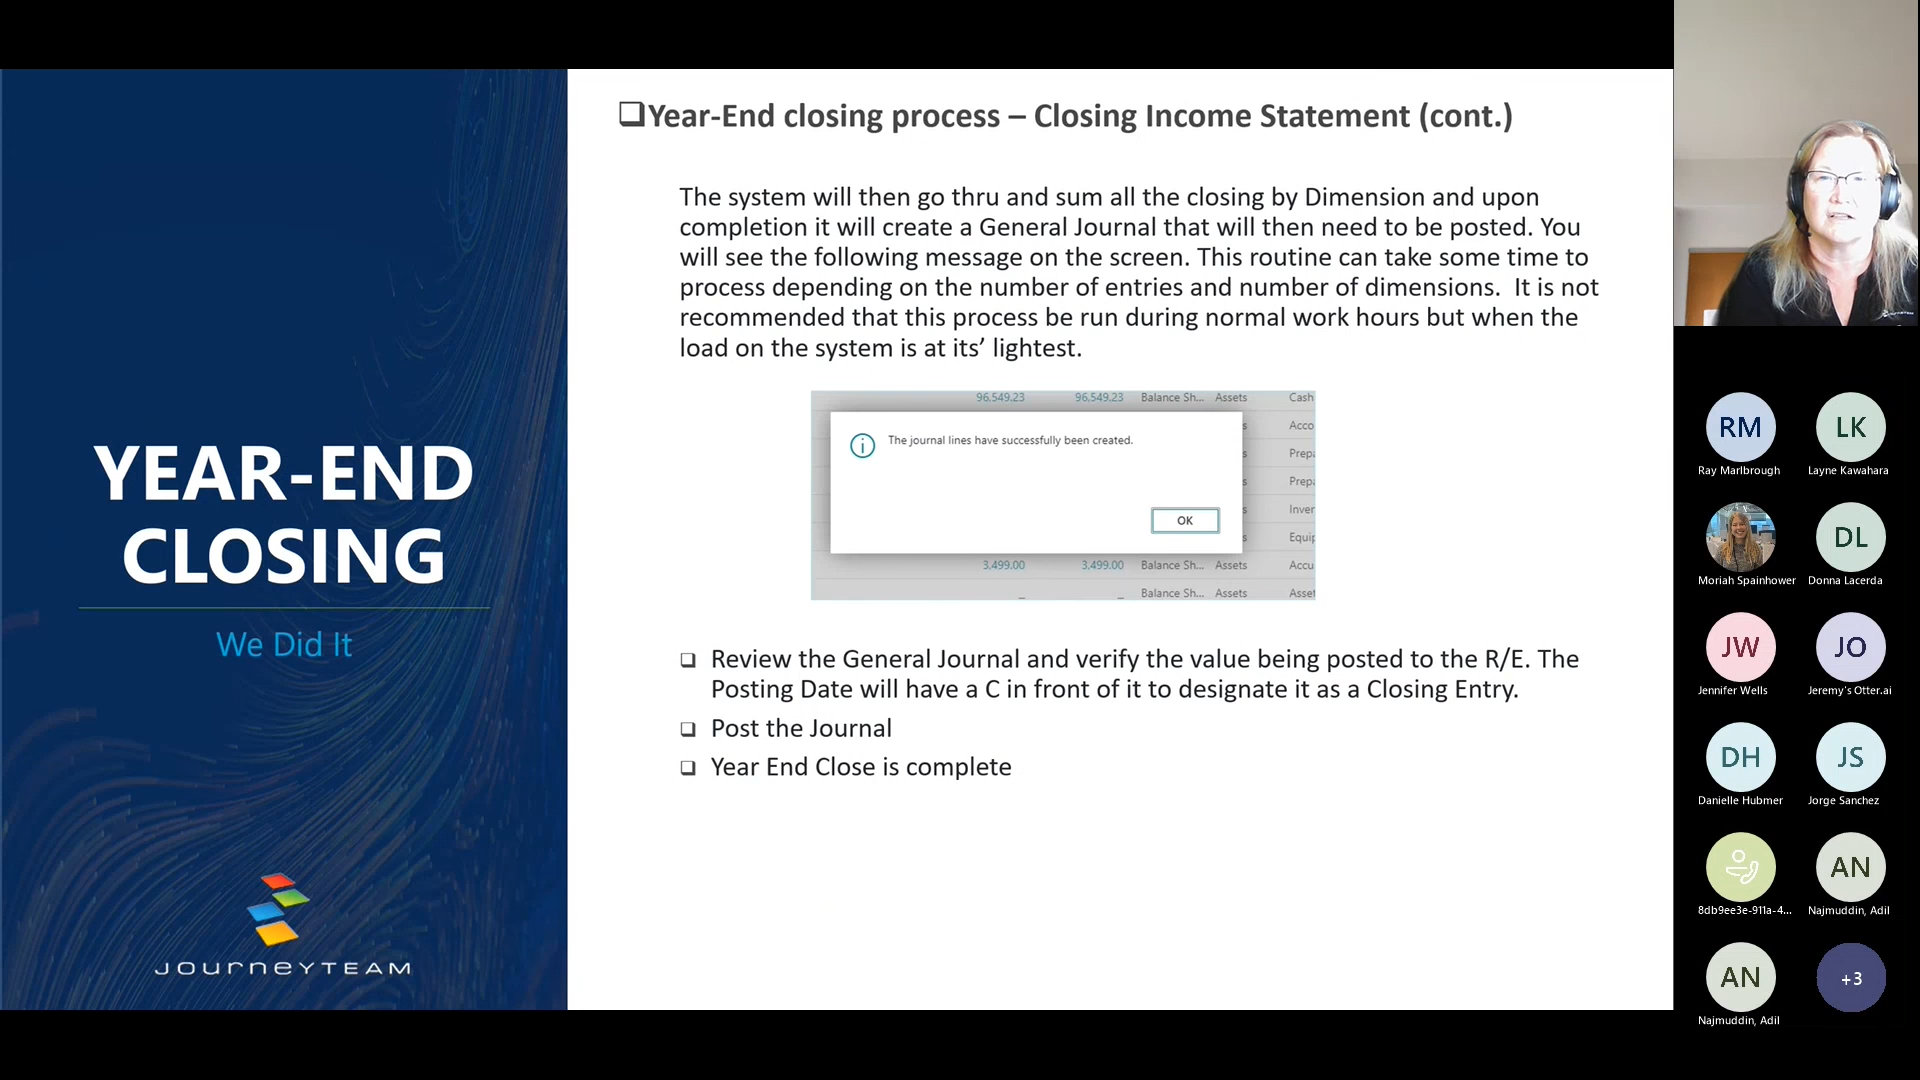 YEAR-END
CLOSING
We Did It
JOURNEYTEAM
❑Year-End closing process – Closing Income Statement (cont.)
The system will then go thru and sum all the closing by Dimension and upon
completion it will create a General Journal that will then need to be posted. You
will see the following message on the screen. This routine can take some time to
process depending on the number of entries and number of dimensions.  It is not
recommended that this process be run during normal work hours but when the
load on the system is at its’ lightest.
96,549.23 96,549.23 Balance Sh... Assets Cash
s Acco
s Prepa
s Prepa
s Inver
s Equip
The journal lines have successfully been created.
OK
3,499.00 3,499.00 Balance Sh... Assets Accu
_ _ Balance Sh... Assets Asset
❑ Review the General Journal and verify the value being posted to the R/E. The
Posting Date will have a C in front of it to designate it as a Closing Entry.
❑ Post the Journal
❑ Year End Close is complete
RM LK
Ray Marlbrough Layne Kawahara
DL
Moriah Spainhower Donna Lacerda
JW JO
Jennifer Wells Jeremy's Otter.ai
DH JS
Danielle Hubmer Jorge Sanchez
AN
8db9ee3e-911a-4... Najmuddin, Adil
AN +3
Najmuddin, Adil